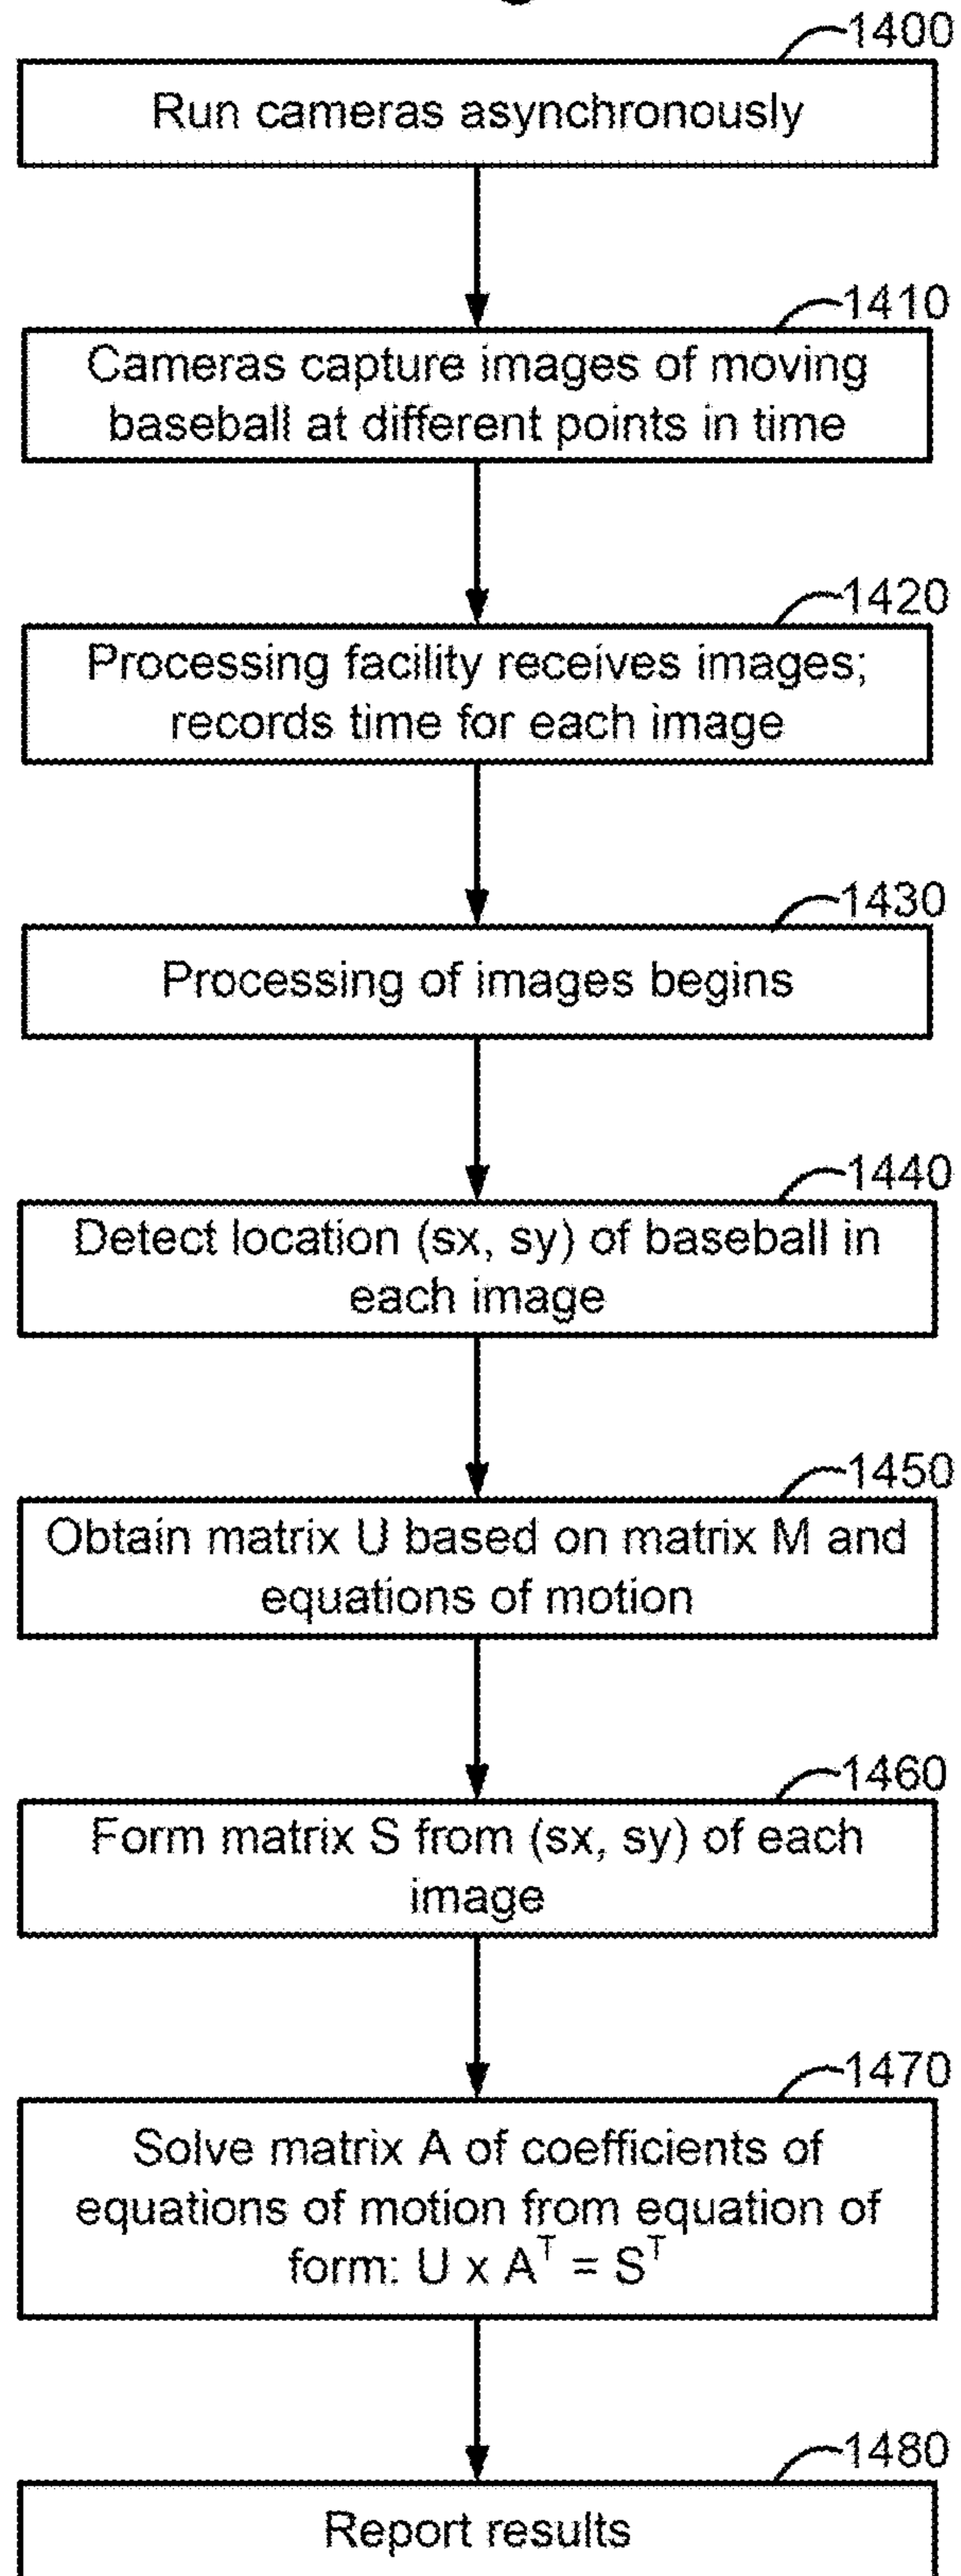 1400
Run cameras asynchronously
1410
Cameras capture images of moving
baseball at different points in time
1420
Processing facility receives images;
records time for each image
1430
Processing of images begins
1440
Detect location (sx, sy) of baseball in
each image
1450
Obtain matrix U based on matrix M and
equations of motion
1460
Form matrix S from (sx, sy) of each
image
1470
Solve matrix A of coefficients of
equations of motion from equation of
form: U x Aᵀ = Sᵀ
1480
Report results